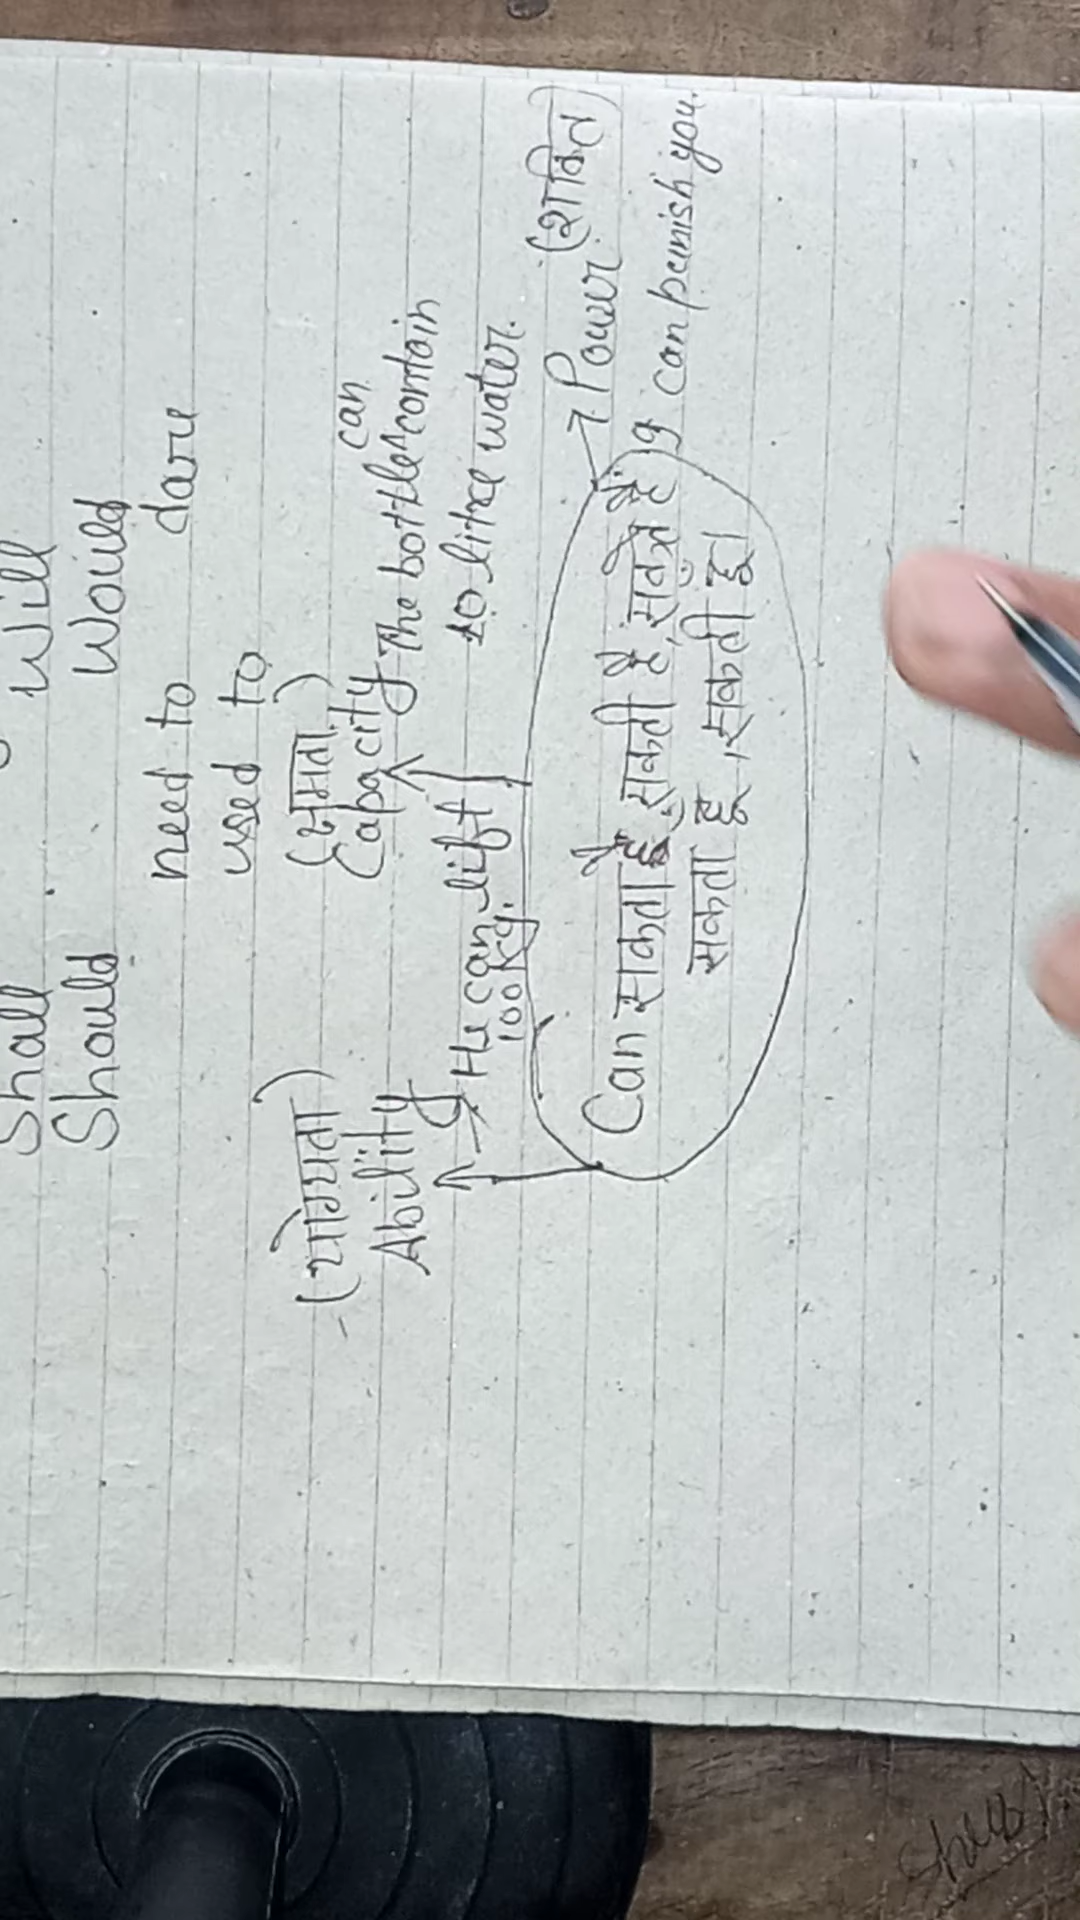 Shall will
Should would
need to dare
used to
(योग्यता) (क्षमता)
Ability Capacity
can
The bottle ^ contain
10 litre water.
He can lift
100 kg.
Power (शक्ति)
I can punish you.
Can सकता है, सकती है, सकते हैं
सकता हूँ, सकती हूँ।